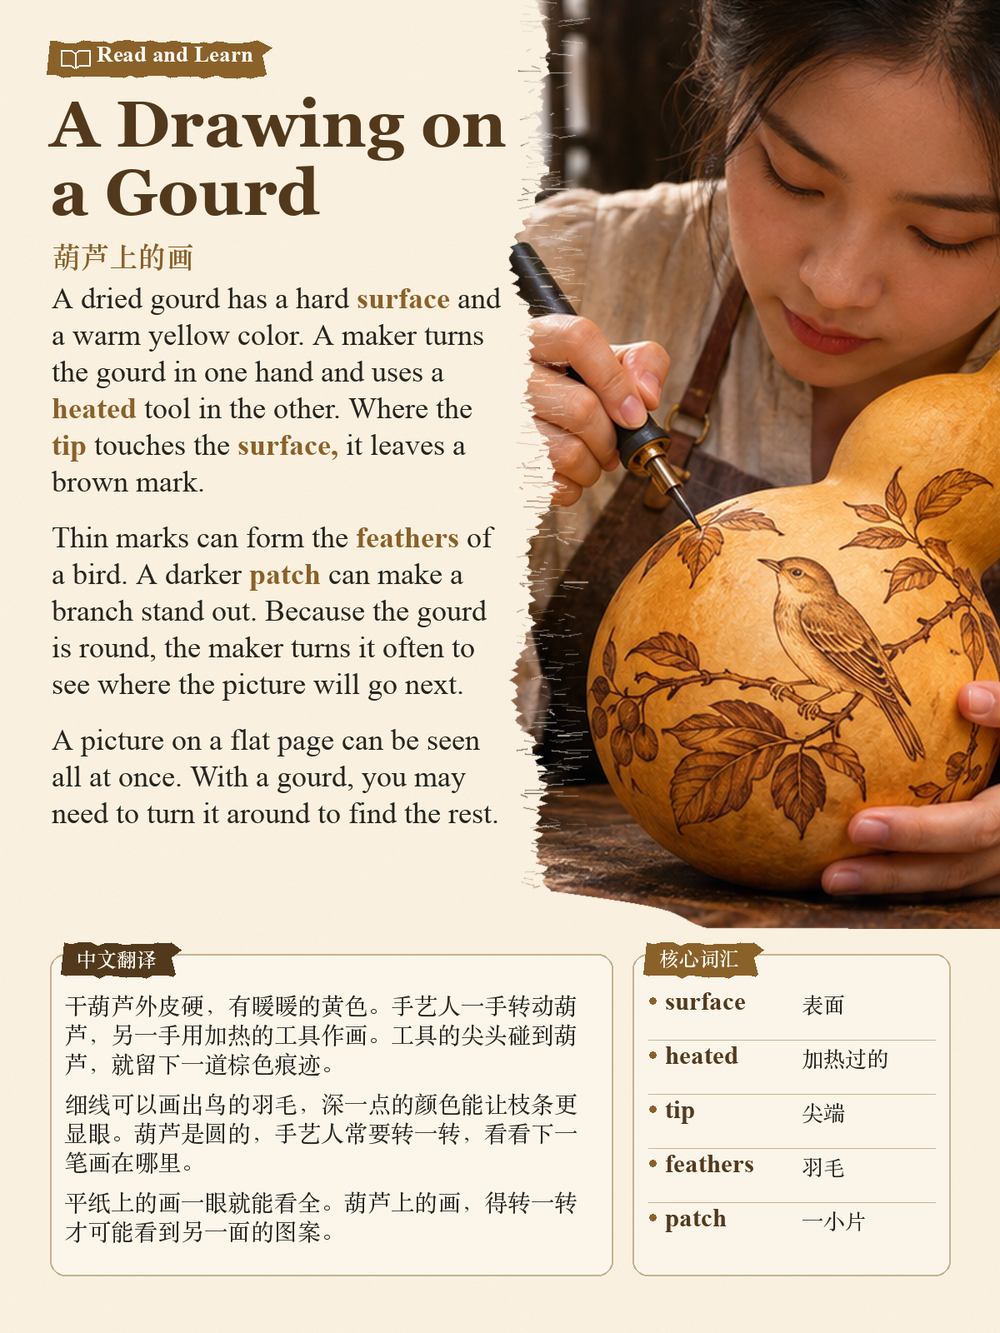 Read and Learn
A Drawing on
a Gourd
葫芦上的画
A dried gourd has a hard surface and
a warm yellow color. A maker turns
the gourd in one hand and uses a
heated tool in the other. Where the
tip touches the surface, it leaves a
brown mark.
Thin marks can form the feathers of
a bird. A darker patch can make a
branch stand out. Because the gourd
is round, the maker turns it often to
see where the picture will go next.
A picture on a flat page can be seen
all at once. With a gourd, you may
need to turn it around to find the rest.
中文翻译
干葫芦外皮硬，有暖暖的黄色。手艺人一手转动葫
芦，另一手用加热的工具作画。工具的尖头碰到葫
芦，就留下一道棕色痕迹。
细线可以画出鸟的羽毛，深一点的颜色能让枝条更
显眼。葫芦是圆的，手艺人常要转一转，看看下一
笔画在哪里。
平纸上的画一眼就能看全。葫芦上的画，得转一转
才可能看到另一面的图案。
核心词汇
• surface 表面
• heated 加热过的
• tip 尖端
• feathers 羽毛
• patch 一小片